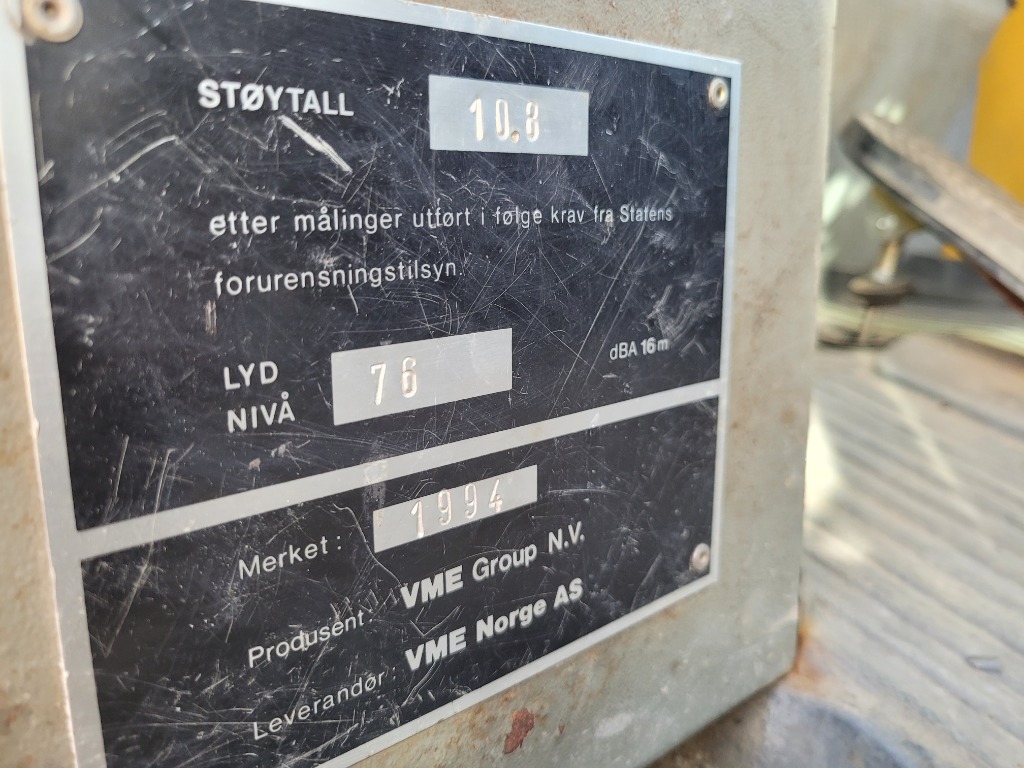 STØYTALL 10,8
etter målinger utført i følge krav fra Statens
forurensningstilsyn.
LYD NIVÅ 76 dBA 16 m
Merket: 1994
Produsent: VME Group N.V.
Leverandør: VME Norge AS